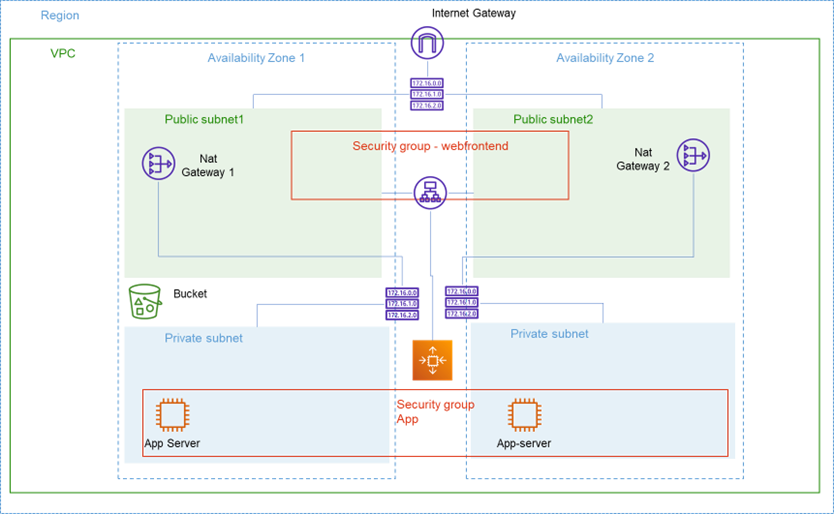 Internet Gateway
Region
VPC
Availability Zone 1
Availability Zone 2
172.16.0.0
172.16.1.0
172.16.2.0
Public subnet1
Public subnet2
Security group - webfrontend
Nat
Gateway 1
Nat
Gateway 2
Bucket
172.16.0.0
172.16.1.0
172.16.2.0
172.16.0.0
172.16.1.0
172.16.2.0
Private subnet
Private subnet
Security group
App
App Server
App-server